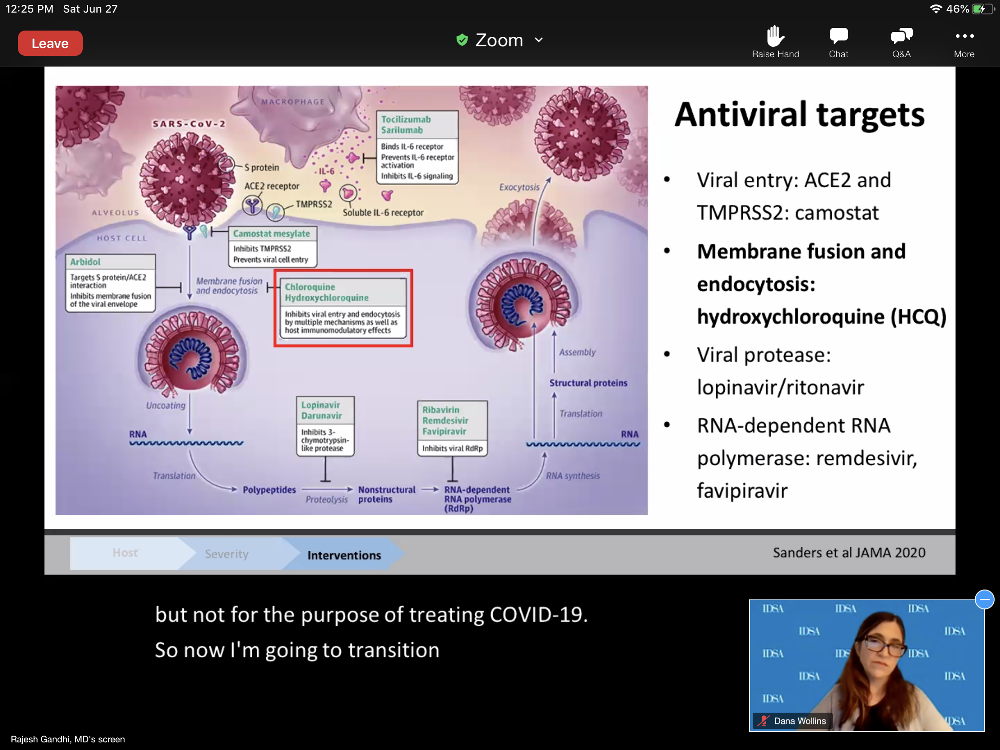 12:25 PM Sat Jun 27
46%
Leave
Zoom
Raise Hand
Chat
Q&A
More
MACROPHAGE
SARS-CoV-2
Tocilizumab
Sarilumab
Binds IL-6 receptor
Prevents IL-6 receptor
activation
Inhibits IL-6 signaling
S protein
IL-6
ACE2 receptor
TMPRSS2
Soluble IL-6 receptor
Exocytosis
ALVEOLUS
HOST CELL
Camostat mesylate
Inhibits TMPRSS2
Prevents viral cell entry
Arbidol
Targets S protein/ACE2
interaction
Inhibits membrane fusion
of the viral envelope
Membrane fusion
and endocytosis
Chloroquine
Hydroxychloroquine
Inhibits viral entry and endocytosis
by multiple mechanisms as well as
host immunomodulatory effects
Assembly
Structural proteins
Translation
RNA
Uncoating
RNA
Lopinavir
Darunavir
Inhibits 3-
chymotrypsin-
like protease
Ribavirin
Remdesivir
Favipiravir
Inhibits viral RdRp
Translation
Polypeptides
Proteolysis
Nonstructural
proteins
RNA-dependent
RNA polymerase
(RdRp)
RNA synthesis
Antiviral targets
• Viral entry: ACE2 and
TMPRSS2: camostat
• Membrane fusion and
endocytosis:
hydroxychloroquine (HCQ)
• Viral protease:
lopinavir/ritonavir
• RNA-dependent RNA
polymerase: remdesivir,
favipiravir
Host
Severity
Interventions
Sanders et al JAMA 2020
but not for the purpose of treating COVID-19.
So now I'm going to transition
IDSA IDSA IDSA
IDSA IDSA
IDSA IDS IDSA
IDSA IDSA
IDSA
IDSA
Dana Wollins
Rajesh Gandhi, MD's screen